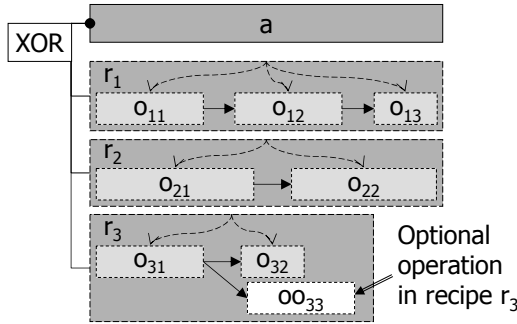 a
XOR
r₁
o₁₁ o₁₂ o₁₃
r₂
o₂₁ o₂₂
r₃
o₃₁ o₃₂
oo₃₃
Optional
operation
in recipe r₃